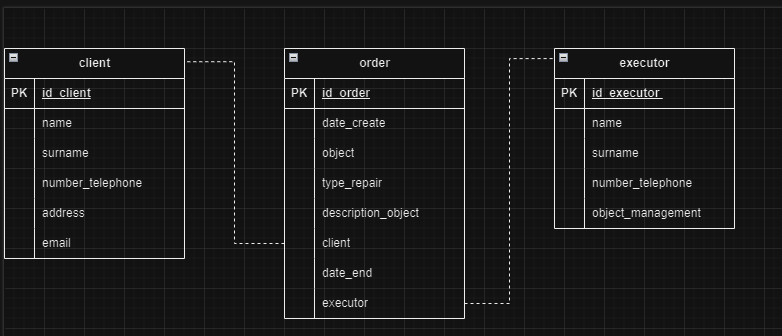 client
PK id_client
name
surname
number_telephone
address
email
order
PK id_order
date_create
object
type_repair
description_object
client
date_end
executor
executor
PK id_executor
name
surname
number_telephone
object_management